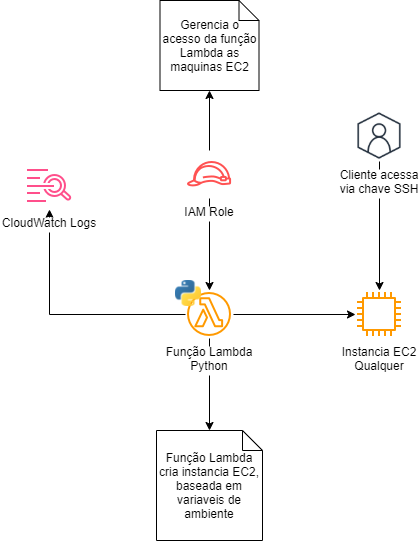 Gerencia o
acesso da função
Lambda as
maquinas EC2
Cliente acessa
via chave SSH
IAM Role
CloudWatch Logs
Função Lambda
Python
Instancia EC2
Qualquer
Função Lambda
cria instancia EC2,
baseada em
variaveis de
ambiente